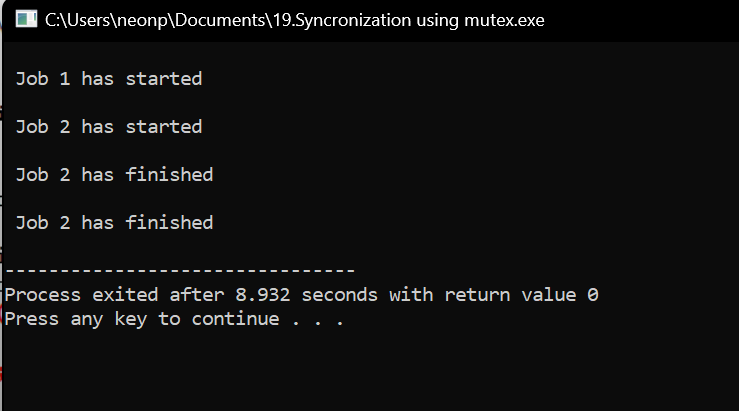 C:\Users\neonp\Documents\19.Syncronization using mutex.exe
Job 1 has started
Job 2 has started
Job 2 has finished
Job 2 has finished
--------------------------------
Process exited after 8.932 seconds with return value 0
Press any key to continue . . .